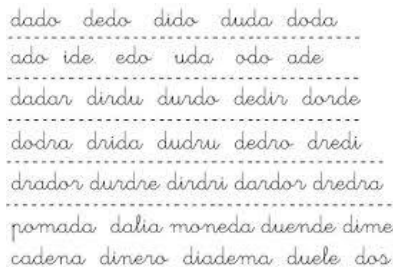 dado dedo dido duda doda
ado ide edo uda odo ade
dadar dirdu durdo dedir dorde
dodra drida dudru dedro dredi
drador durdre dirdri dardor dredra
pomada dalia moneda duende dime
cadena dinero diadema duele dos